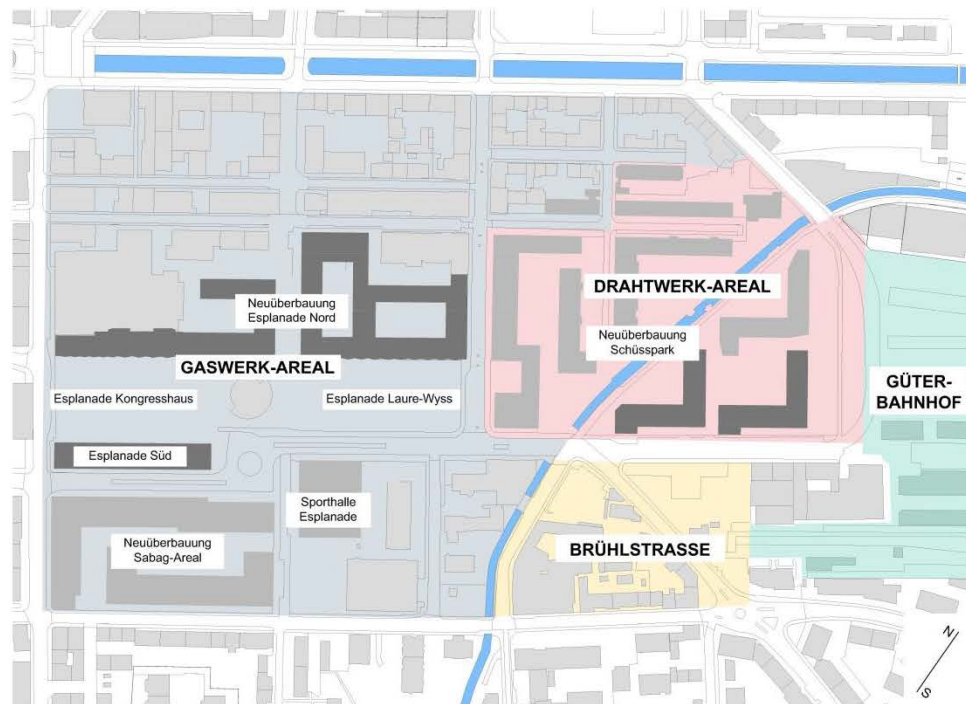 DRAHTWERK-AREAL
Neuüberbauung
Esplanade Nord
Neuüberbauung
Schüsspark
GASWERK-AREAL
GÜTER-
BAHNHOF
Esplanade Kongresshaus
Esplanade Laure-Wyss
Esplanade Süd
Sporthalle
Esplanade
Neuüberbauung
Sabag-Areal
BRÜHLSTRASSE
N
S